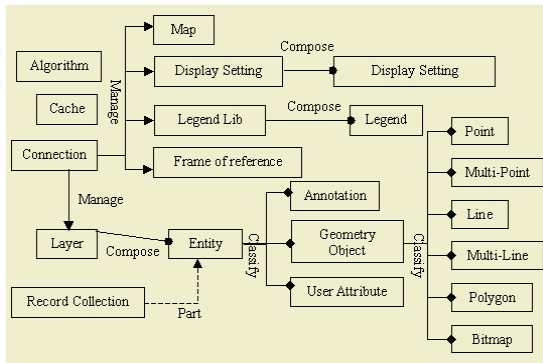 Map
Compose
Algorithm
Display Setting
Display Setting
Manage
Cache
Compose
Legend Lib
Legend
Point
Connection
Frame of reference
Multi-Point
Manage
Annotation
Line
Layer
Compose
Entity
Classify
Geometry
Object
Classify
Multi-Line
Record Collection
Part
User Attribute
Polygon
Bitmap